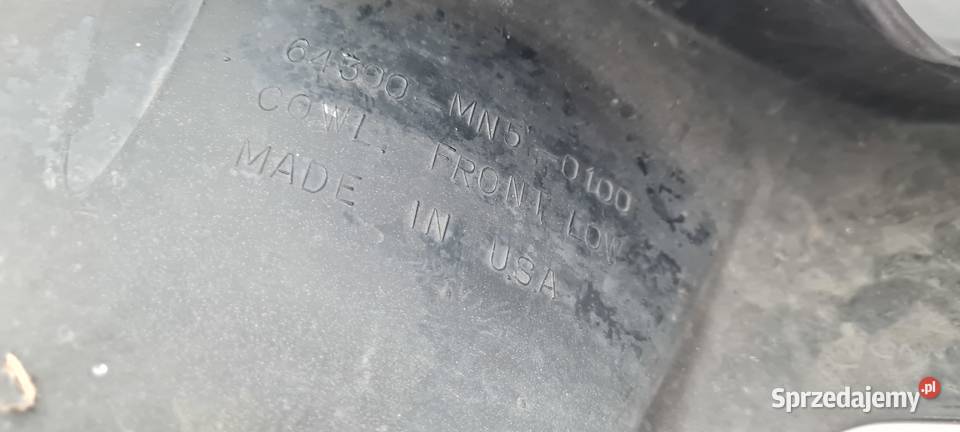 64300-MN5-0100
COWL, FRONT LOW
MADE IN USA
Sprzedajemy.pl